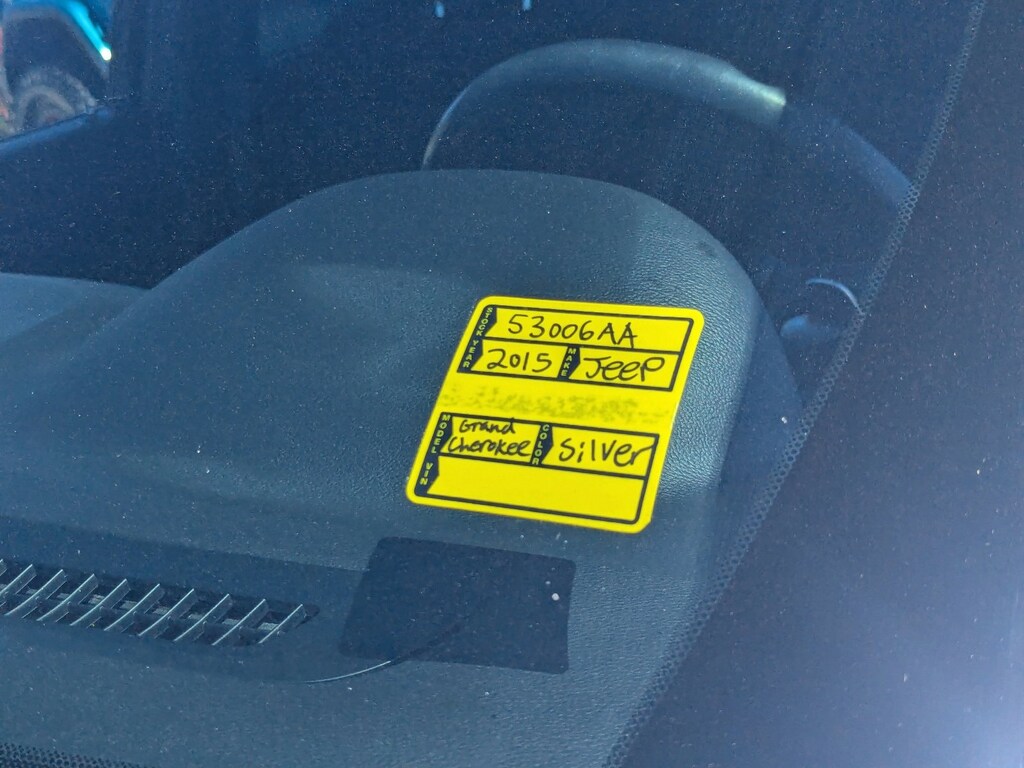 STOCK 53006AA
YEAR 2015 MAKE Jeep
MODEL Grand Cherokee COLOR Silver
VIN